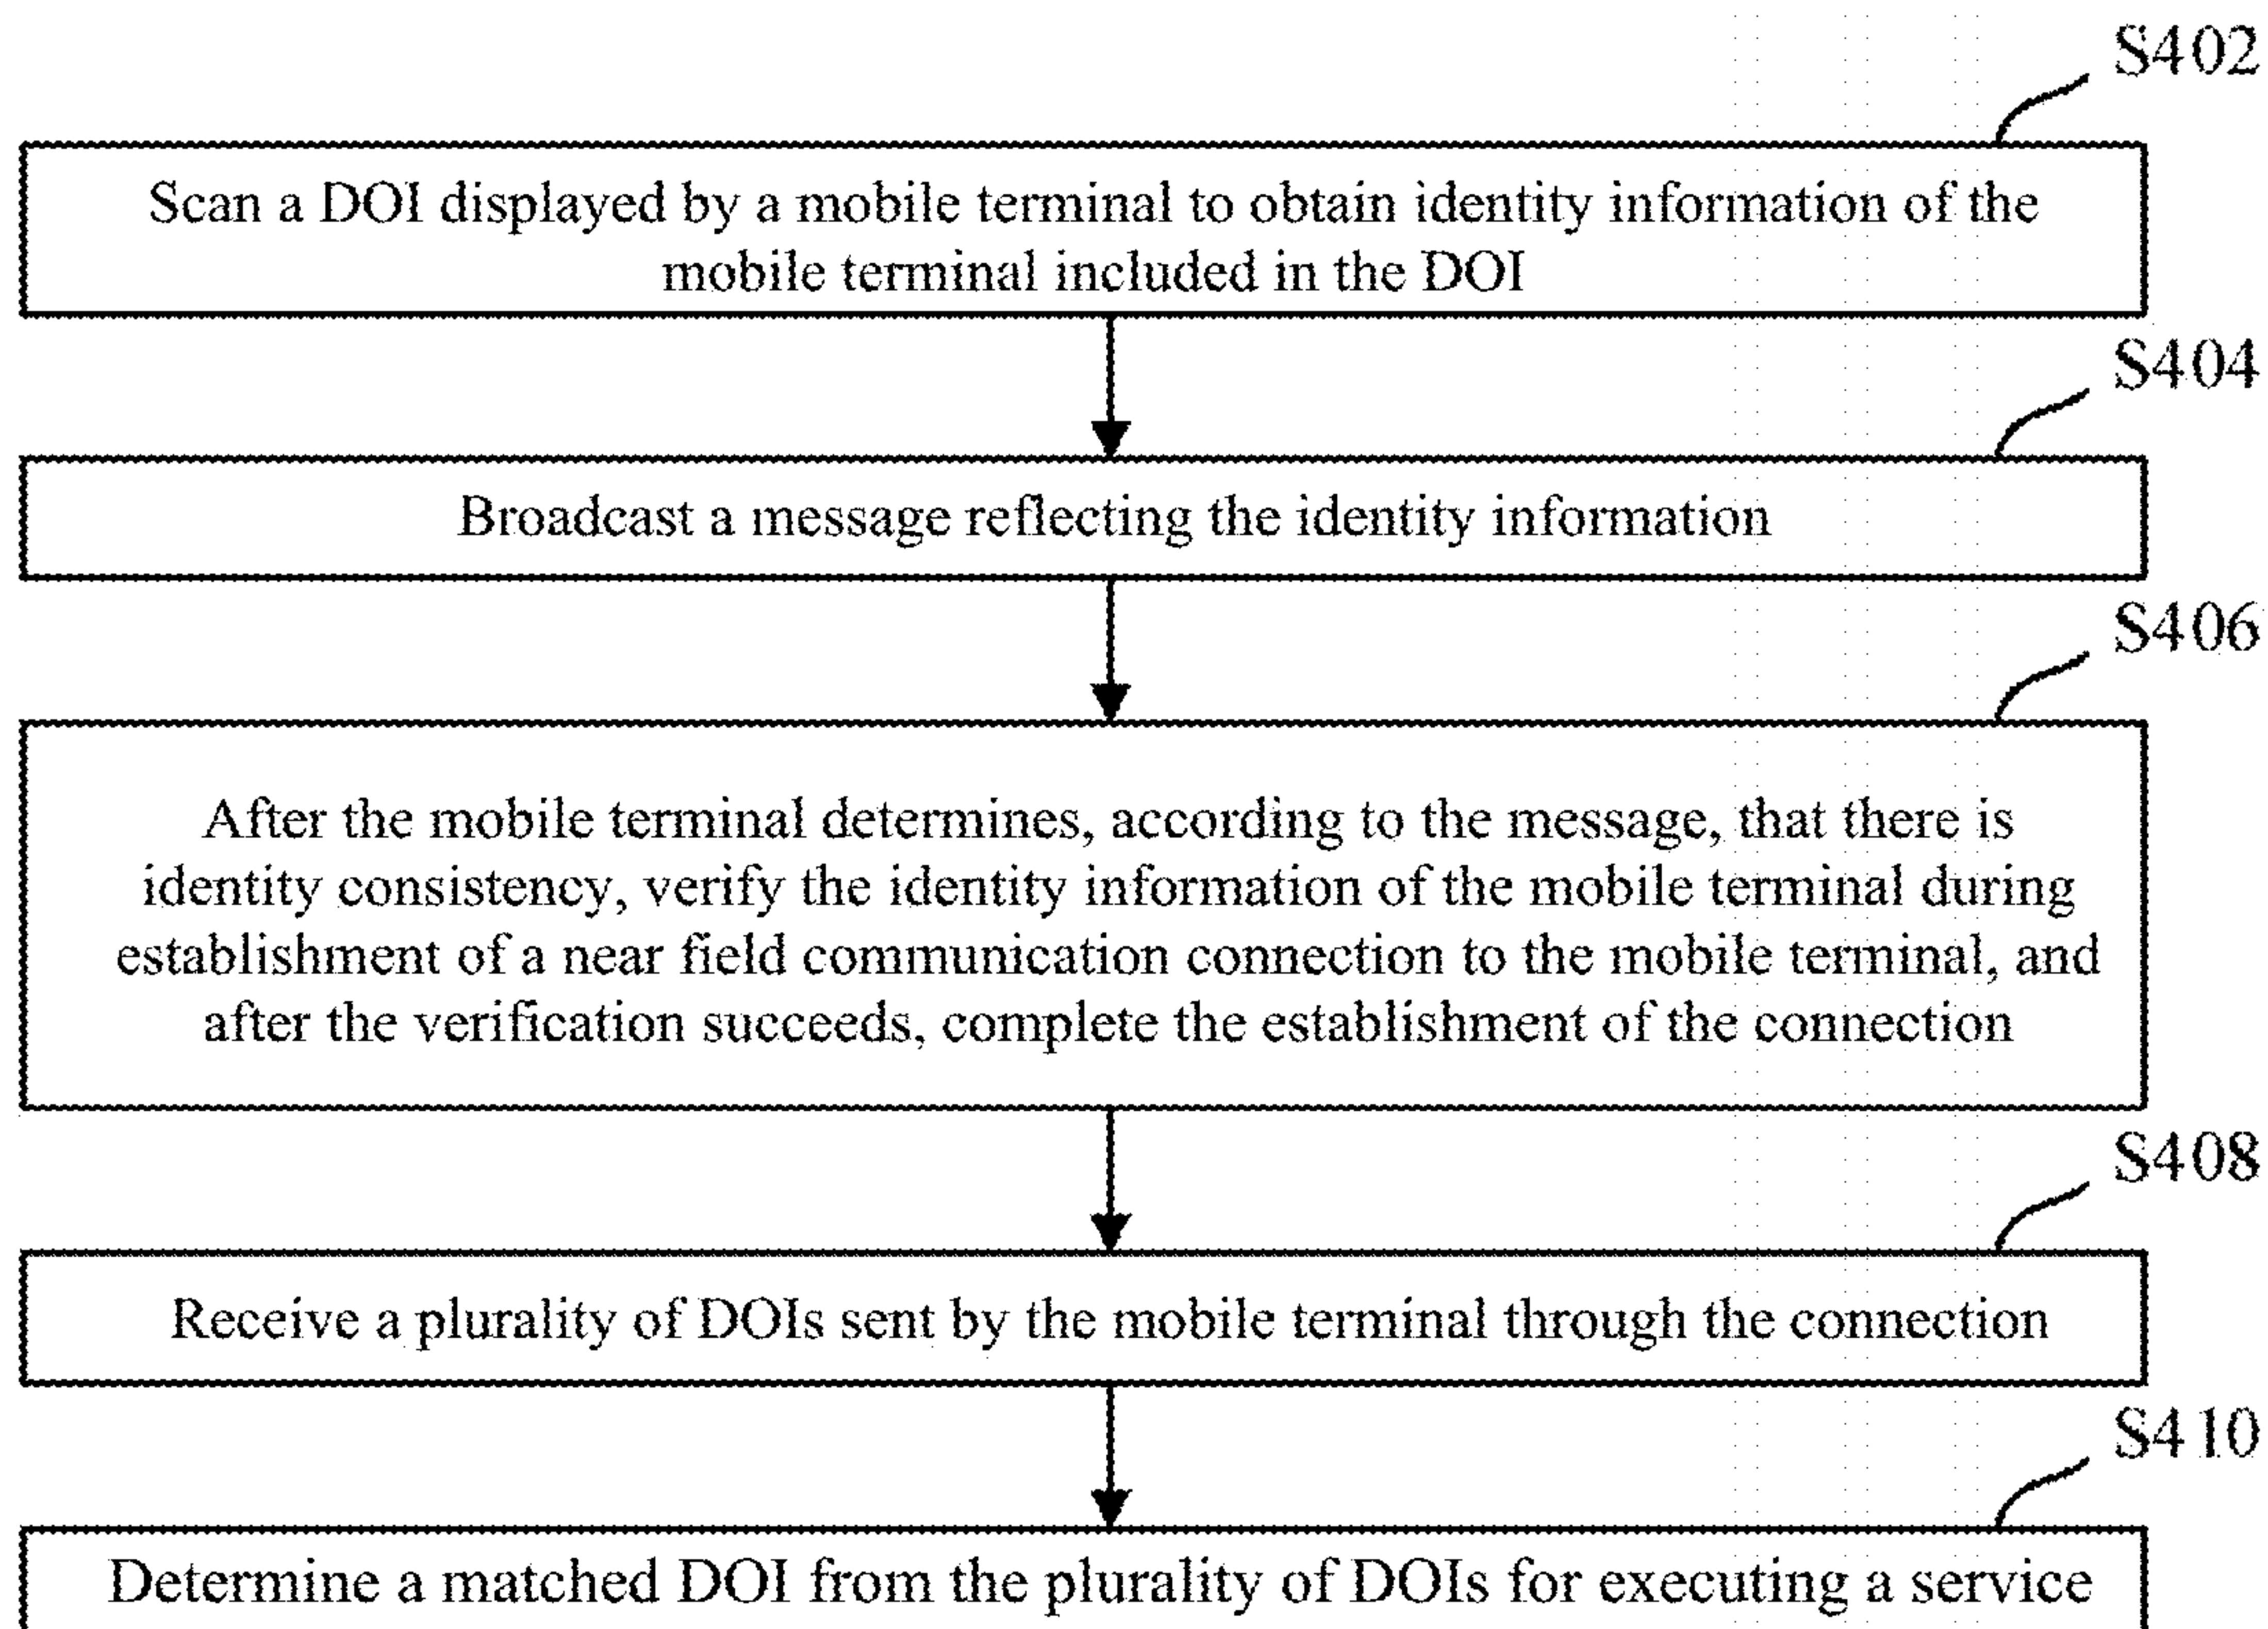 S402
Scan a DOI displayed by a mobile terminal to obtain identity information of the
mobile terminal included in the DOI
S404
Broadcast a message reflecting the identity information
S406
After the mobile terminal determines, according to the message, that there is
identity consistency, verify the identity information of the mobile terminal during
establishment of a near field communication connection to the mobile terminal, and
after the verification succeeds, complete the establishment of the connection
S408
Receive a plurality of DOIs sent by the mobile terminal through the connection
S410
Determine a matched DOI from the plurality of DOIs for executing a service